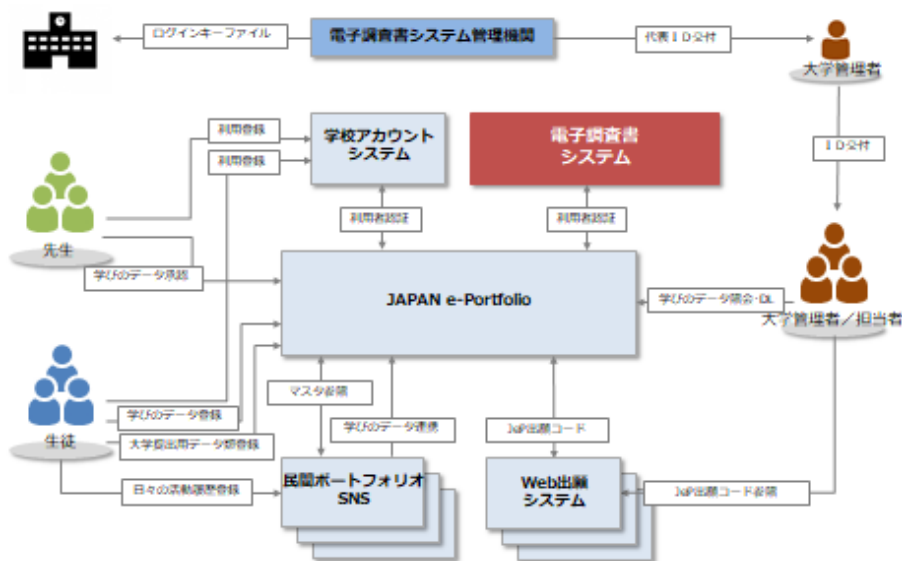 ログインキーファイル
電子調査書システム管理機関
代表ID交付
大学管理者
利用登録
学校アカウント
システム
電子調査書
システム
ID交付
利用登録
先生
利用者認証
利用者認証
学びのデータ承認
JAPAN e-Portfolio
学びのデータ照会・DL
大学管理者/担当者
マスタ参照
生徒
学びのデータ登録
大学提出用データ類登録
学びのデータ連携
JeP出願コード
日々の活動履歴登録
民間ポートフォリオ
SNS
Web出願
システム
JeP出願コード参照